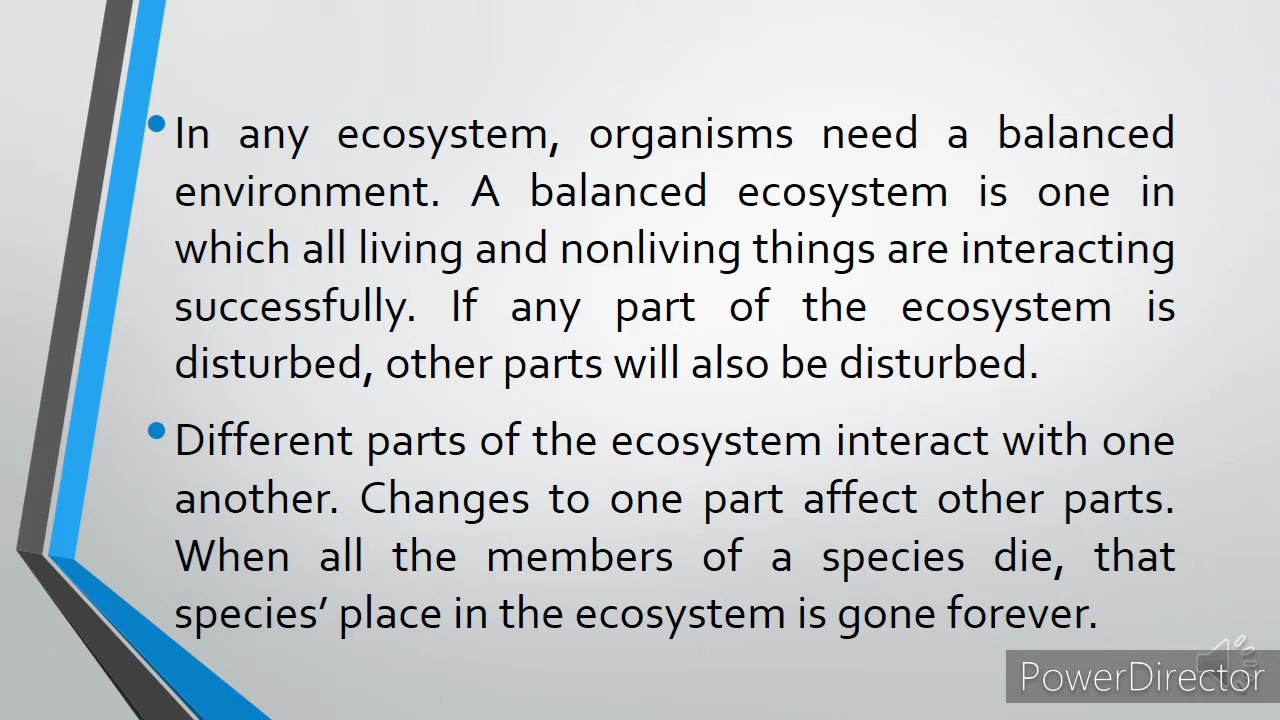 • In any ecosystem, organisms need a balanced
environment. A balanced ecosystem is one in
which all living and nonliving things are interacting
successfully. If any part of the ecosystem is
disturbed, other parts will also be disturbed.
• Different parts of the ecosystem interact with one
another. Changes to one part affect other parts.
When all the members of a species die, that
species’ place in the ecosystem is gone forever.
PowerDirector